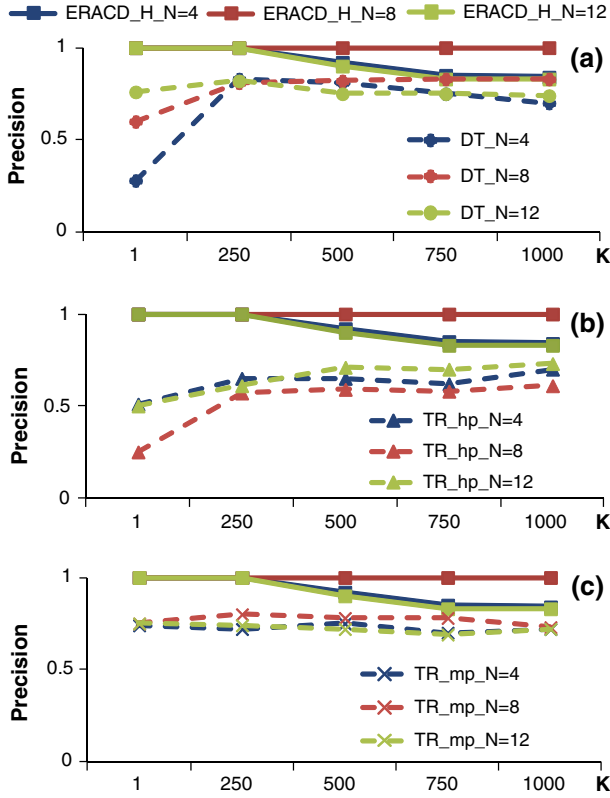 ERACD_H_N=4 ERACD_H_N=8 ERACD_H_N=12
(a)
1
0.5
0
Precision
DT_N=4
DT_N=8
DT_N=12
1 250 500 750 1000 K
(b)
1
0.5
0
Precision
TR_hp_N=4
TR_hp_N=8
TR_hp_N=12
1 250 500 750 1000 K
(c)
1
0.5
0
Precision
TR_mp_N=4
TR_mp_N=8
TR_mp_N=12
1 250 500 750 1000 K